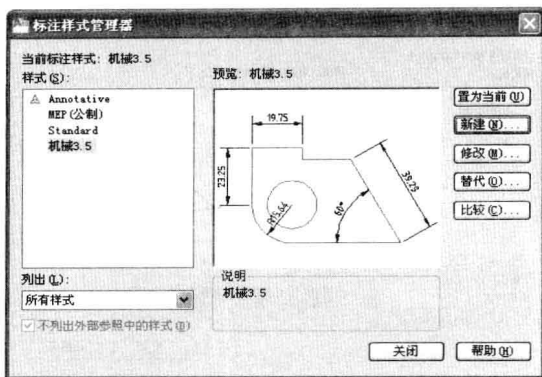 标注样式管理器
当前标注样式: 机械3.5
样式(S):
Annotative
MEP(公制)
Standard
机械3.5
预览: 机械3.5
19.75
23.25
39.29
60°
R15.64
置为当前(U)
新建(N)...
修改(M)...
替代(O)...
比较(C)...
列出(L):
所有样式
不列出外部参照中的样式(D)
说明
机械3.5
关闭
帮助(H)